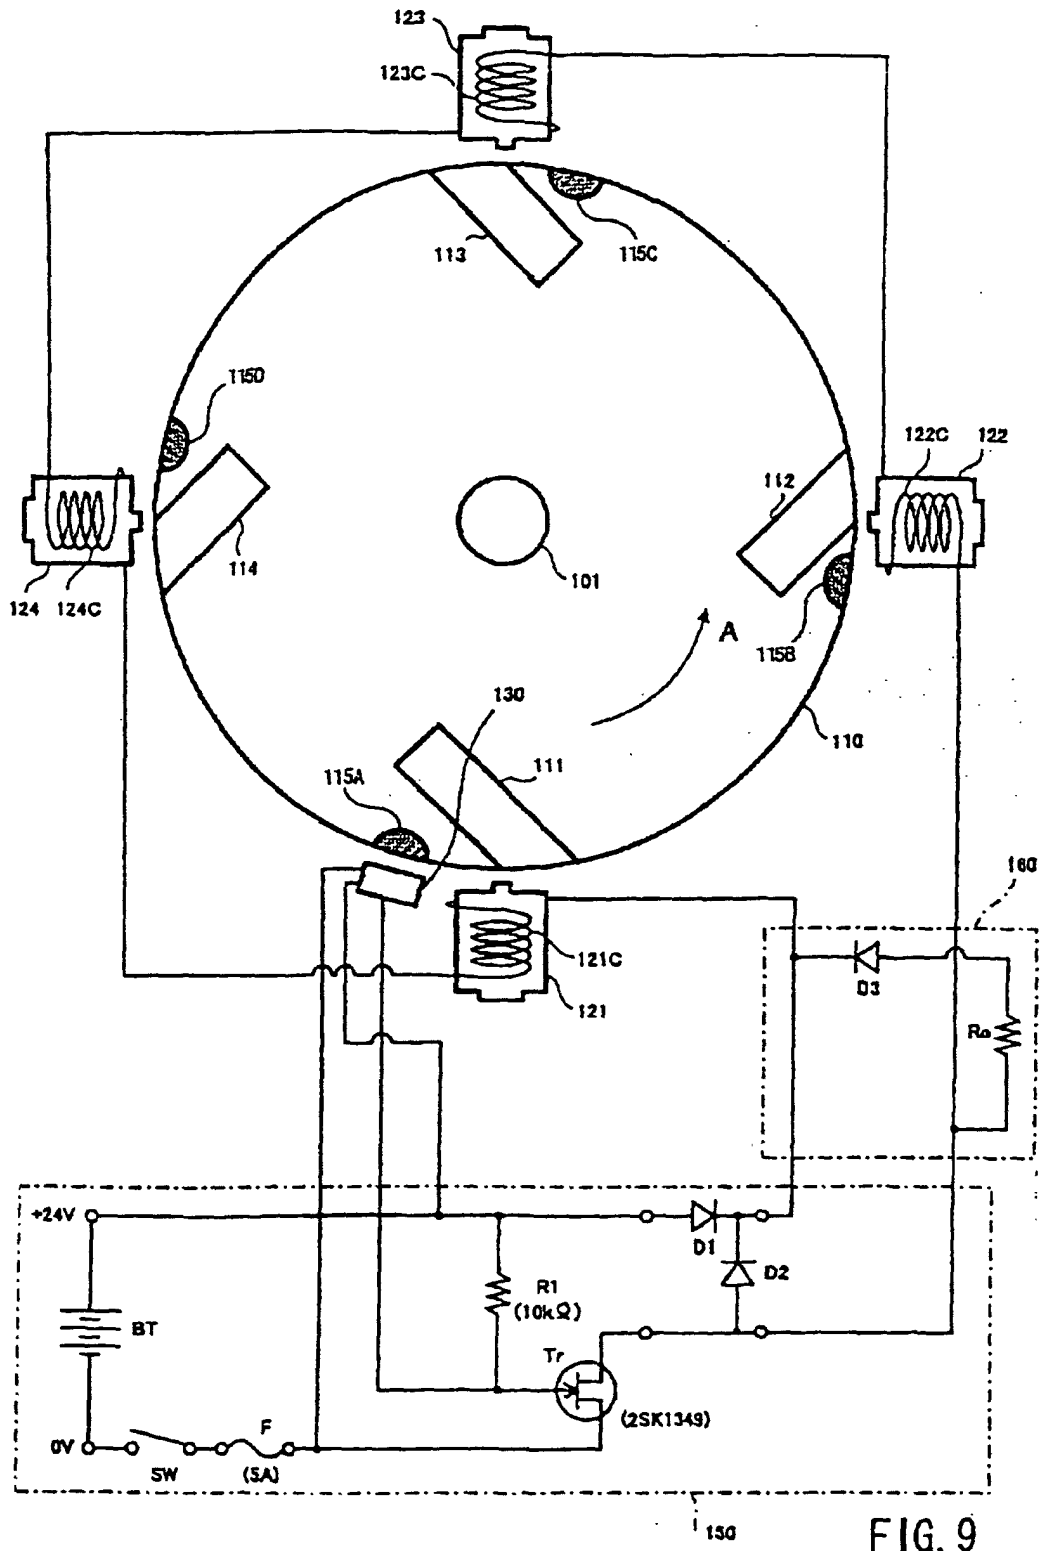 123
123C
113
115C
115D
122C 122
112
114
101
124 124C
A
115B
130
110
111
115A
160
121C
D3
121
Ro
+24V
D1
R1
D2
(10kΩ)
BT
Tr
(2SK1349)
F
0V
SW
(5A)
150
FIG. 9